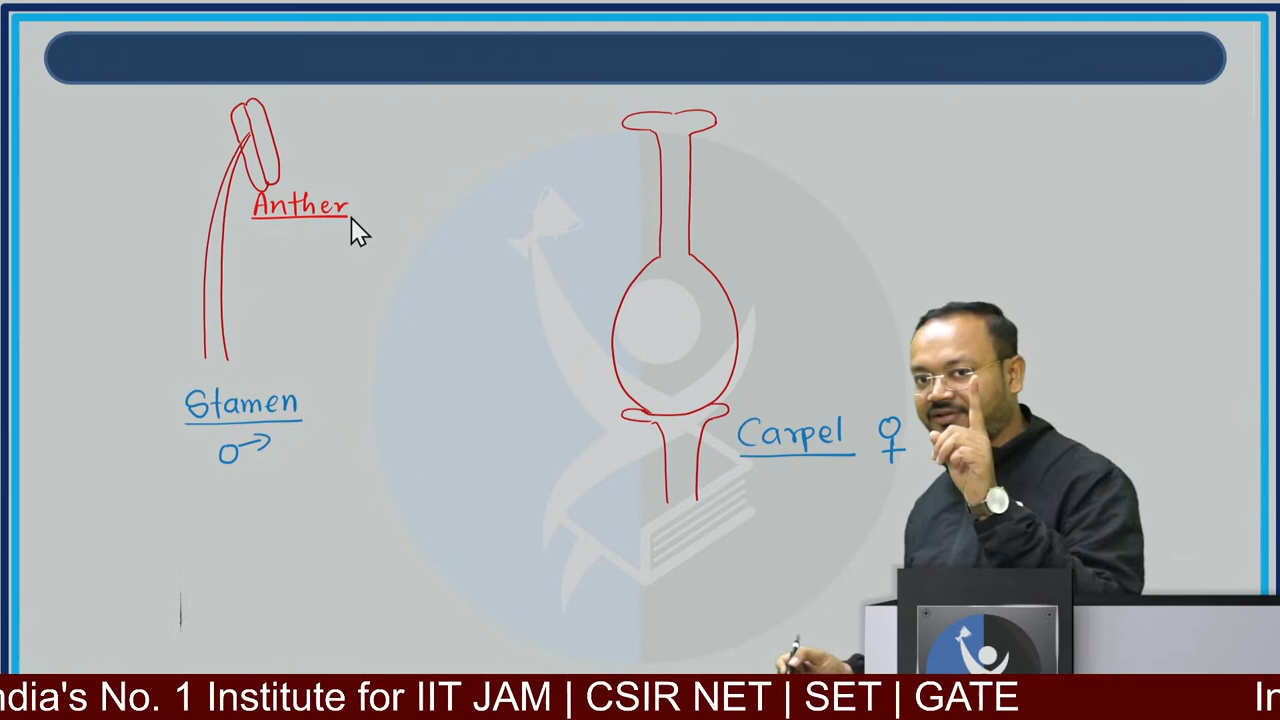 Anther
Stamen
Carpel ♀
ndia's No. 1 Institute for IIT JAM | CSIR NET | SET | GATE
In